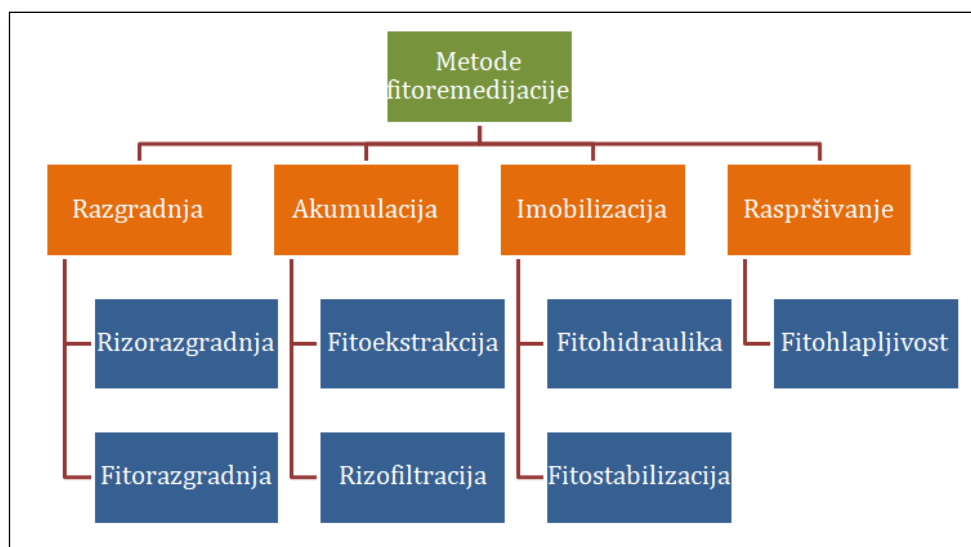 Metode
fitoremedijacije
Razgradnja
Akumulacija
Imobilizacija
Raspršivanje
Rizorazgradnja
Fitoekstrakcija
Fitohidraulika
Fitohlapljivost
Fitorazgradnja
Rizofiltracija
Fitostabilizacija